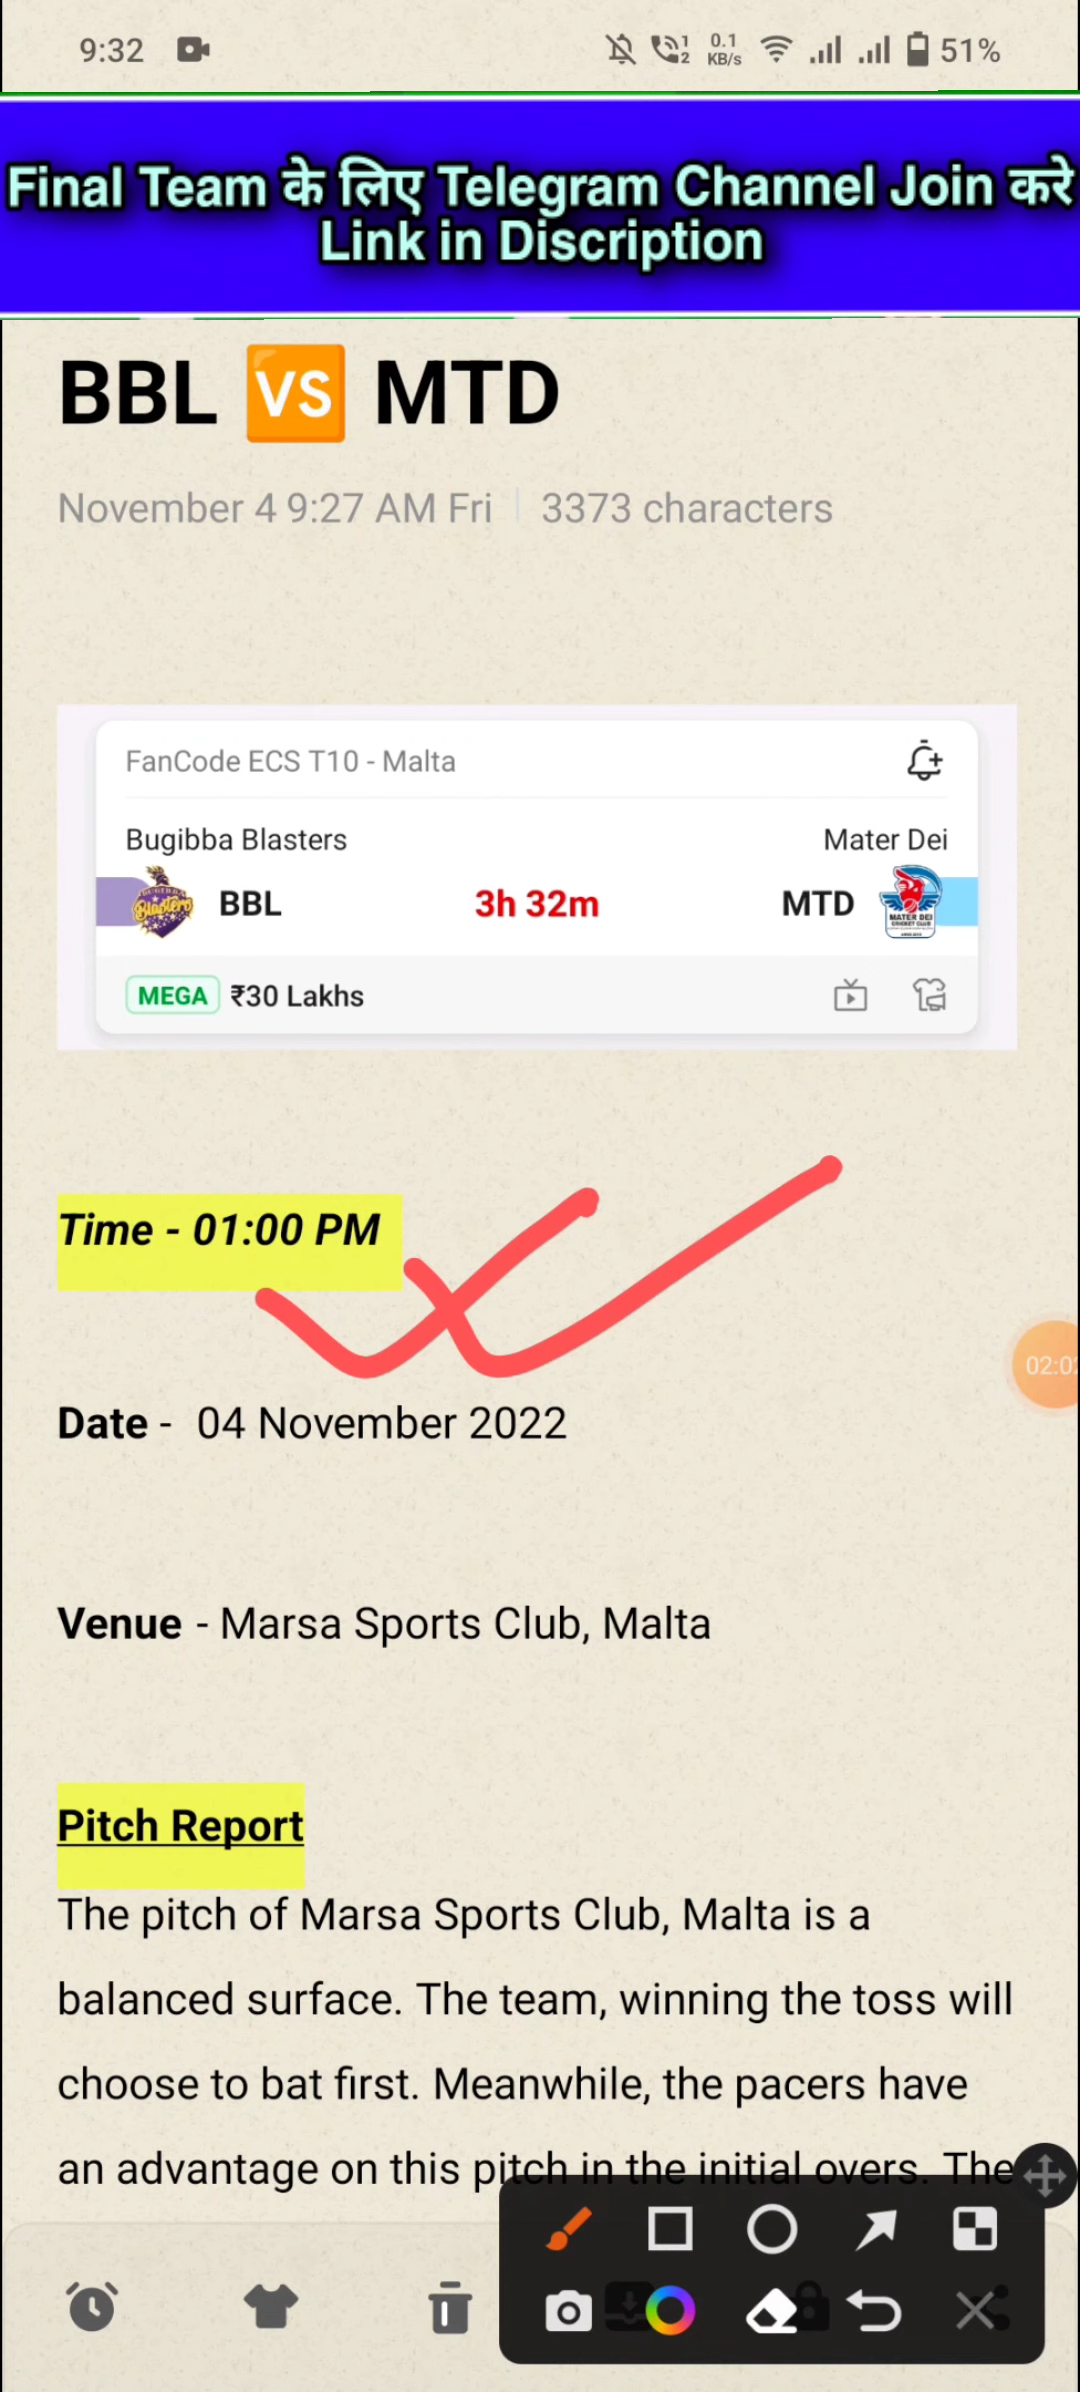 9:32
0.1
KB/s
51%
Final Team के लिए Telegram Channel Join करे
Link in Discription
BBL VS MTD
November 4 9:27 AM Fri | 3373 characters
FanCode ECS T10 - Malta
Bugibba Blasters Mater Dei
BBL 3h 32m MTD
MEGA ₹30 Lakhs
Time - 01:00 PM
Date - 04 November 2022
Venue - Marsa Sports Club, Malta
Pitch Report
The pitch of Marsa Sports Club, Malta is a
balanced surface. The team, winning the toss will
choose to bat first. Meanwhile, the pacers have
an advantage on this pitch in the initial overs. The